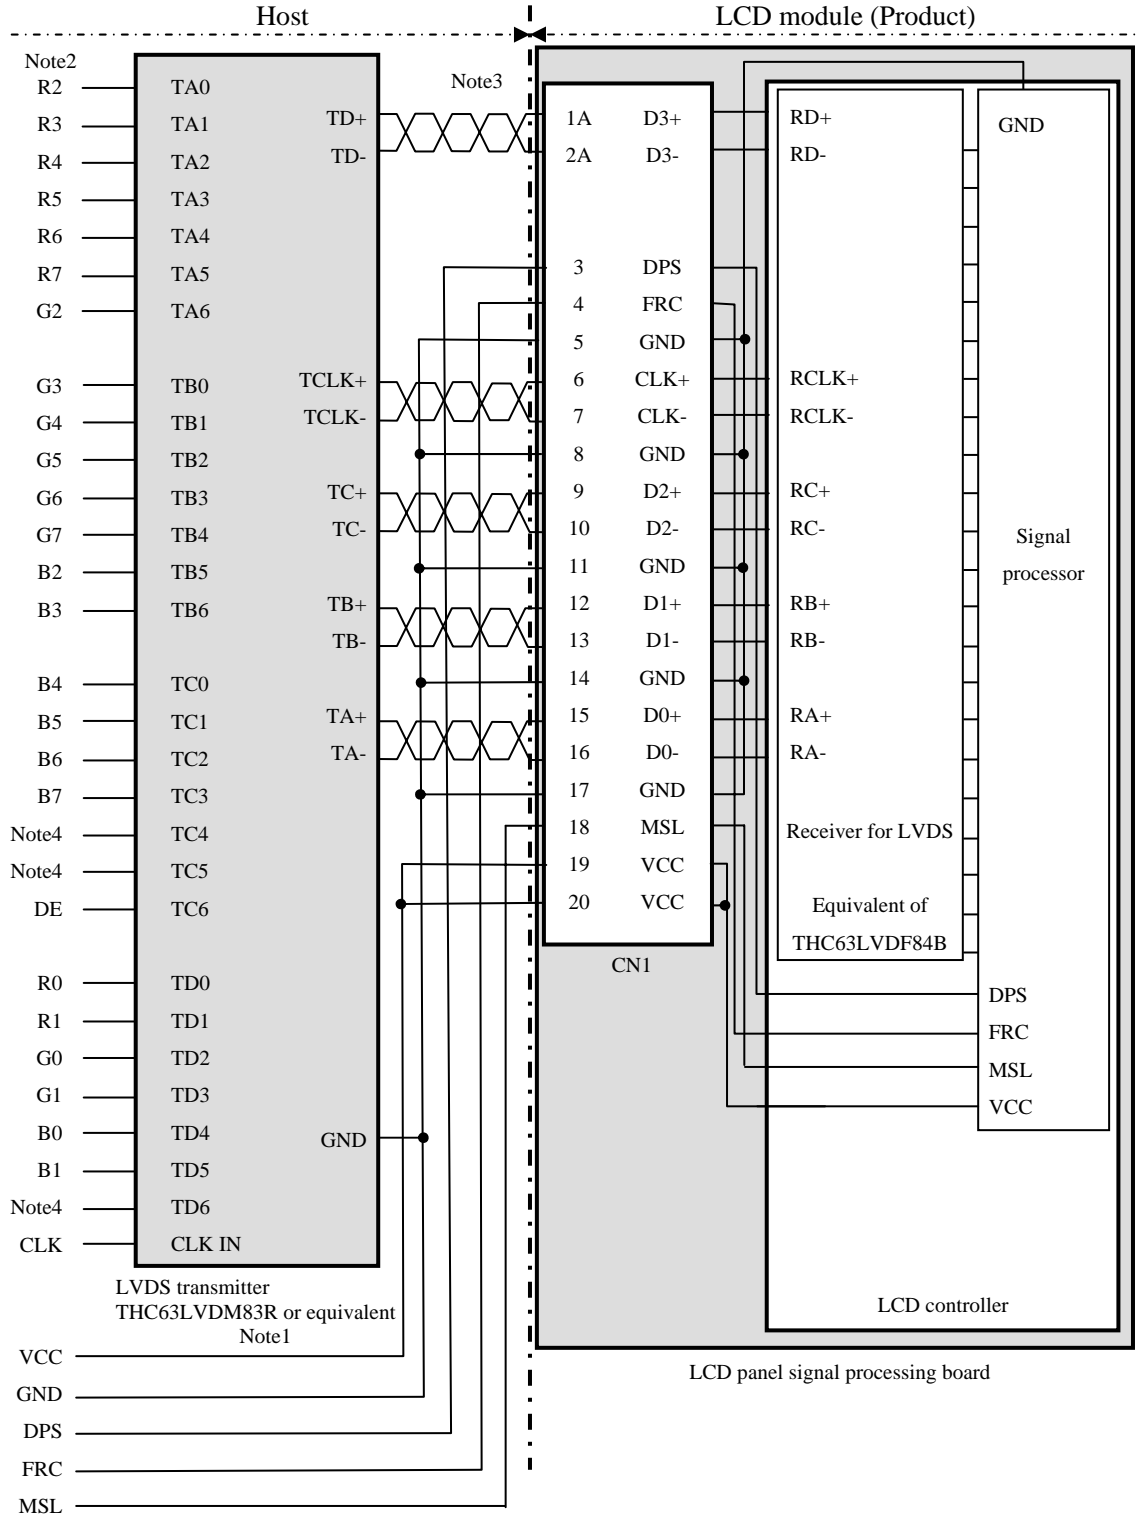 Host
LCD module (Product)
Note2
R2
R3
R4
R5
R6
R7
G2
G3
G4
G5
G6
G7
B2
B3
B4
B5
B6
B7
Note4
Note4
DE
R0
R1
G0
G1
B0
B1
Note4
CLK
TA0
TA1
TA2
TA3
TA4
TA5
TA6
TB0
TB1
TB2
TB3
TB4
TB5
TB6
TC0
TC1
TC2
TC3
TC4
TC5
TC6
TD0
TD1
TD2
TD3
TD4
TD5
TD6
CLK IN
TD+
TD-
TCLK+
TCLK-
TC+
TC-
TB+
TB-
TA+
TA-
GND
Note3
1A D3+
2A D3-
3 DPS
4 FRC
5 GND
6 CLK+
7 CLK-
8 GND
9 D2+
10 D2-
11 GND
12 D1+
13 D1-
14 GND
15 D0+
16 D0-
17 GND
18 MSL
19 VCC
20 VCC
CN1
RD+
RD-
RCLK+
RCLK-
RC+
RC-
RB+
RB-
RA+
RA-
Receiver for LVDS
Equivalent of
THC63LVDF84B
GND
Signal
processor
DPS
FRC
MSL
VCC
LCD controller
LCD panel signal processing board
LVDS transmitter
THC63LVDM83R or equivalent
Note1
VCC
GND
DPS
FRC
MSL